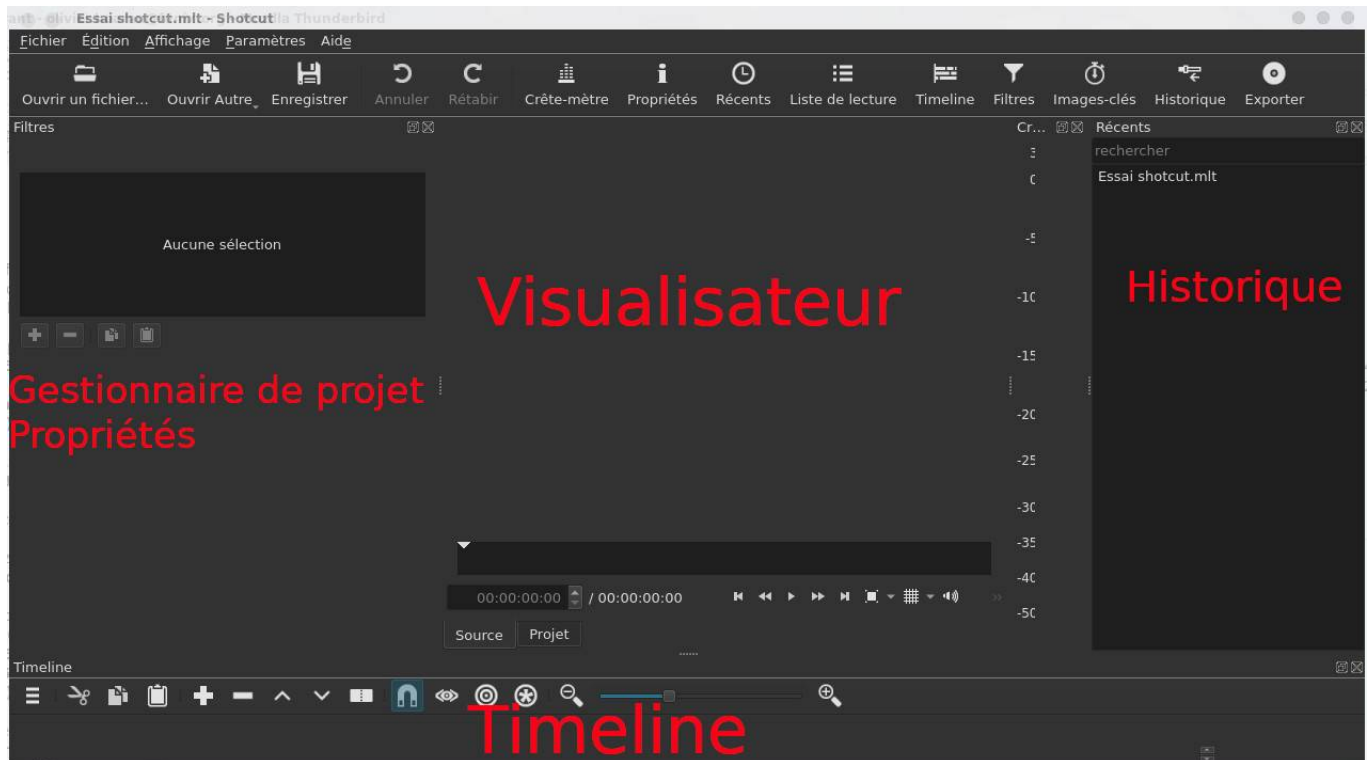 Essai shotcut.mlt - Shotcut
Fichier Édition Affichage Paramètres Aide
Ouvrir un fichier... Ouvrir Autre Enregistrer Annuler Rétabir Crête-mètre Propriétés Récents Liste de lecture Timeline Filtres Images-clés Historique Exporter
Filtres
Cr...
Récents
rechercher
Essai shotcut.mlt
Aucune sélection
Visualisateur
Historique
Gestionnaire de projet
Propriétés
3
0
-5
-10
-15
-20
-25
-30
-35
-40
-50
00:00:00:00 / 00:00:00:00
Source Projet
Timeline
Timeline